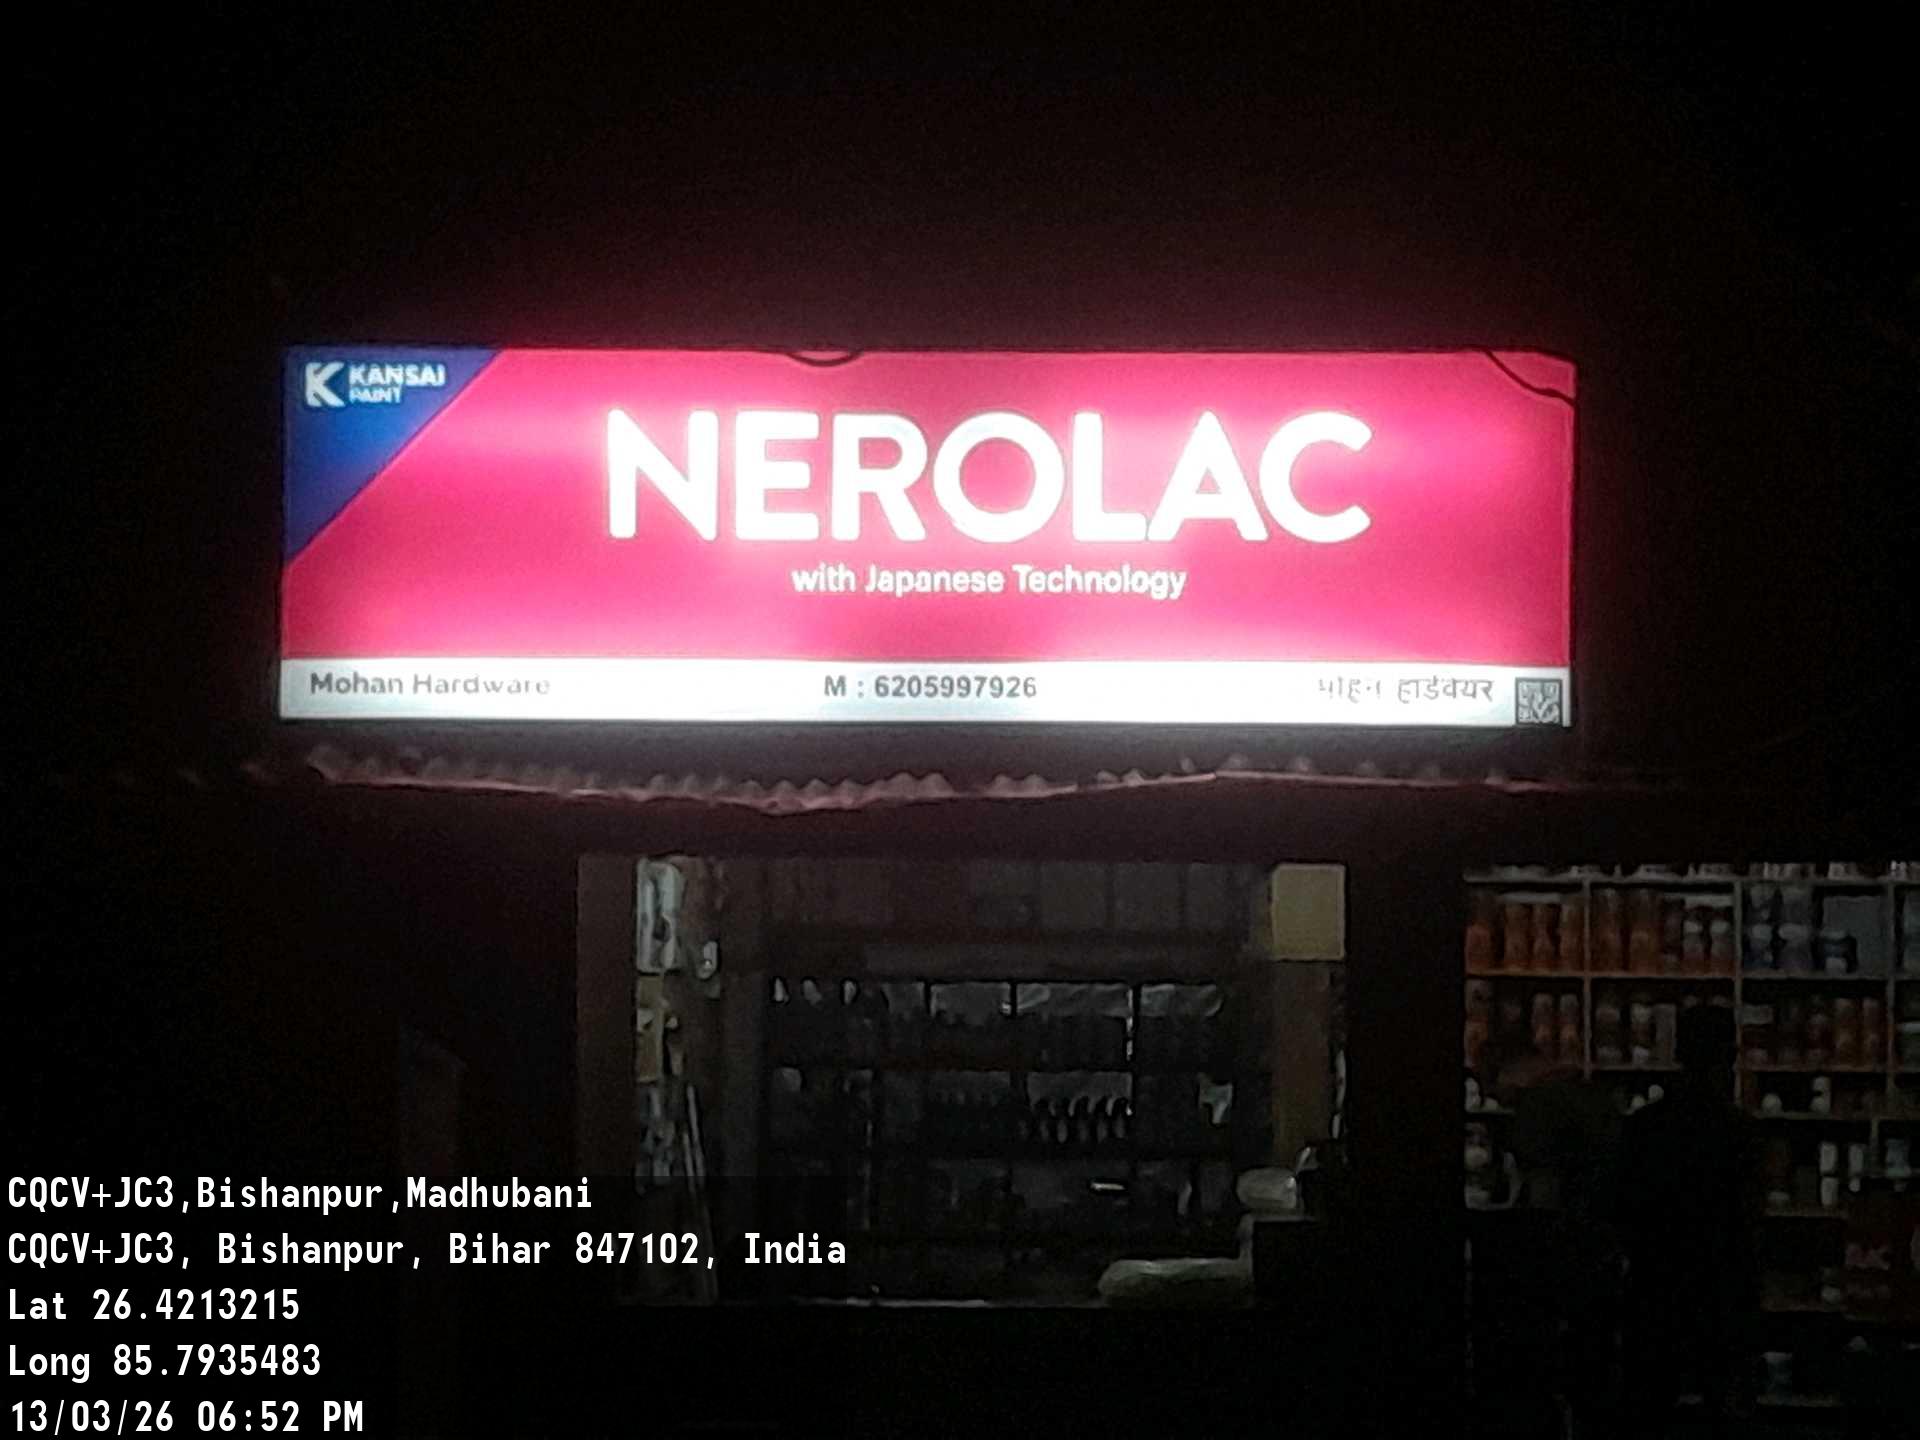 KANSAI
PAINT
NEROLAC
with Japanese Technology
Mohan Hardware
M : 6205997926
मोहन हार्डवेयर
CQCV+JC3,Bishanpur,Madhubani
CQCV+JC3, Bishanpur, Bihar 847102, India
Lat 26.4213215
Long 85.7935483
13/03/26 06:52 PM